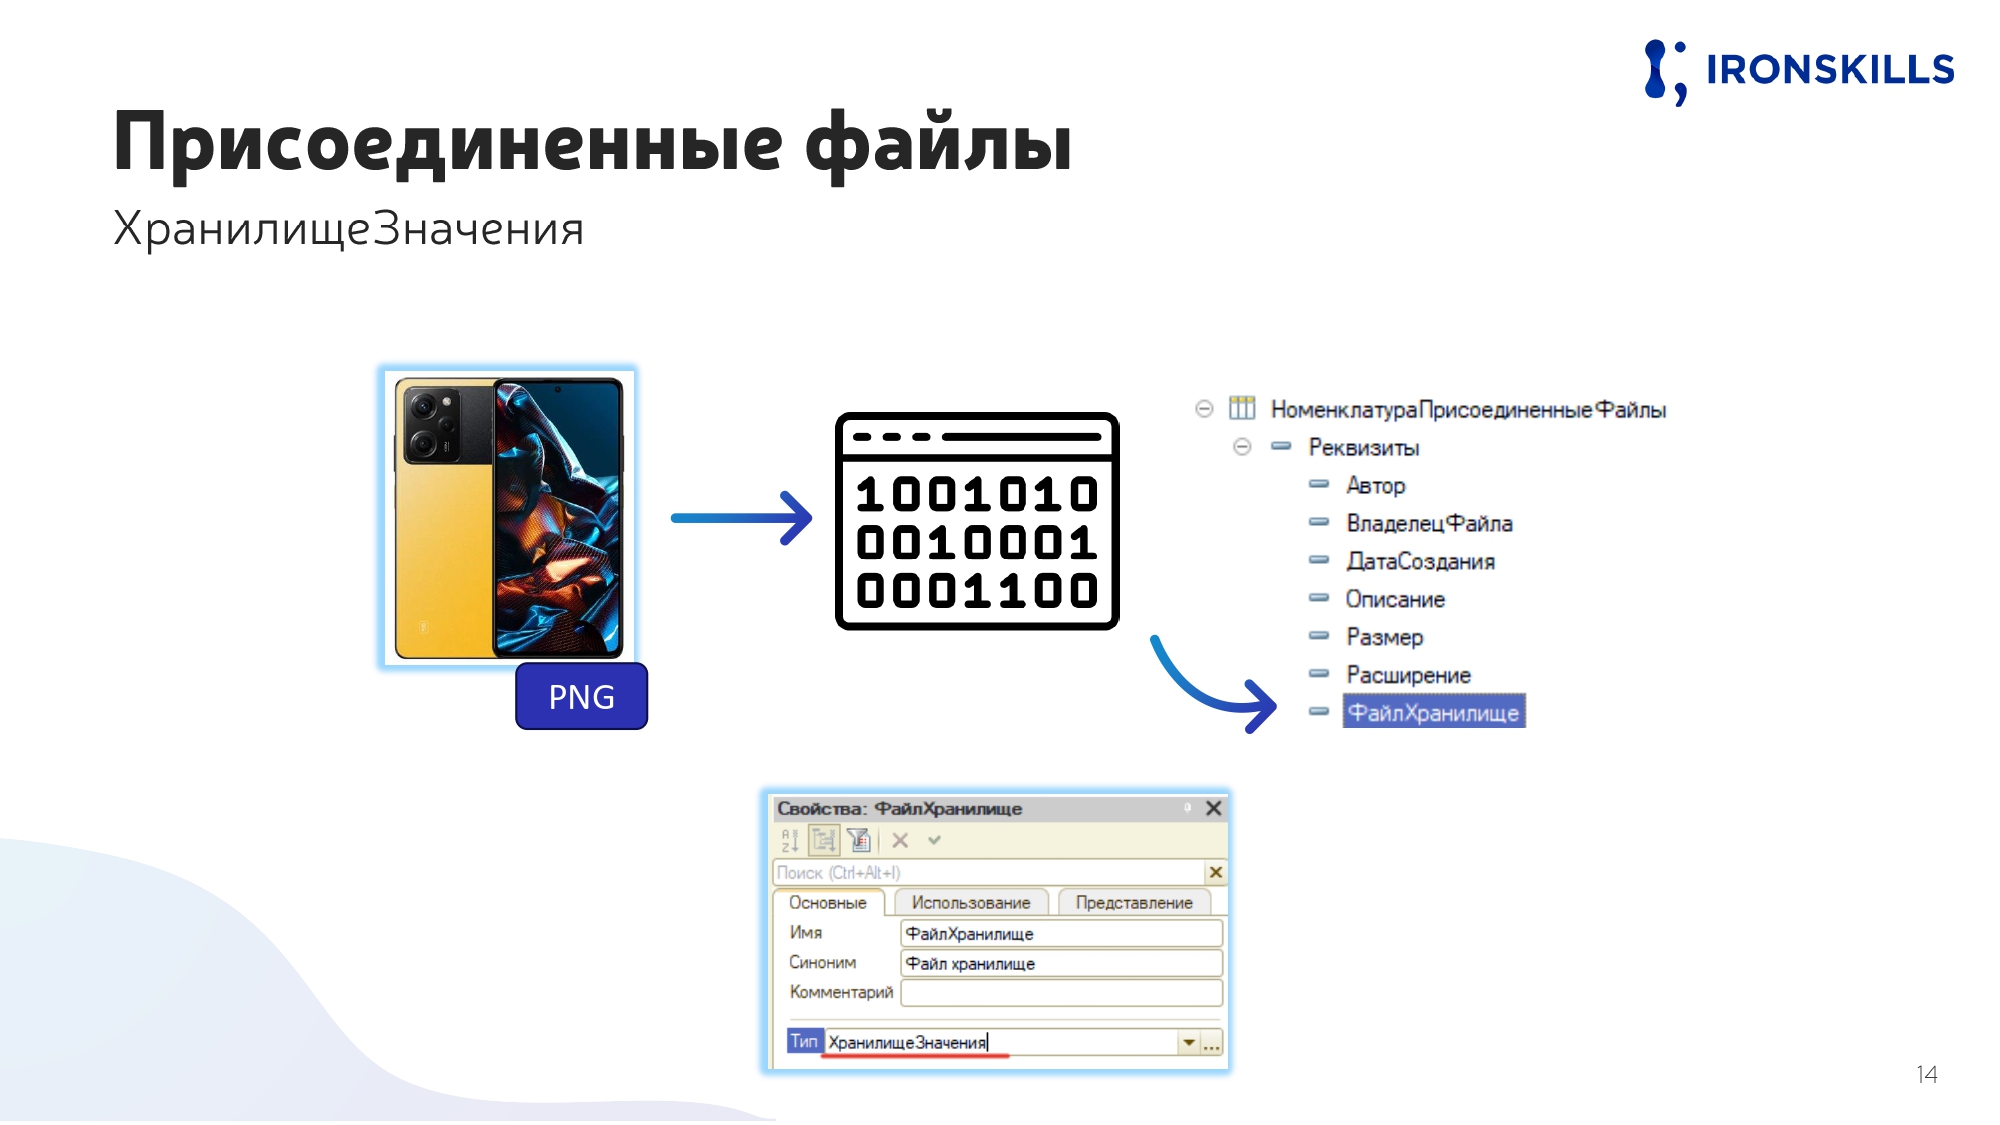 IRONSKILLS
Присоединенные файлы
ХранилищеЗначения
PNG
1001010
0010001
0001100
НоменклатураПрисоединенныеФайлы
Реквизиты
Автор
ВладелецФайла
ДатаСоздания
Описание
Размер
Расширение
ФайлХранилище
Свойства: ФайлХранилище
Поиск (Ctrl+Alt+I)
Основные Использование Представление
Имя ФайлХранилище
Синоним Файл хранилище
Комментарий
Тип ХранилищеЗначения ...
14